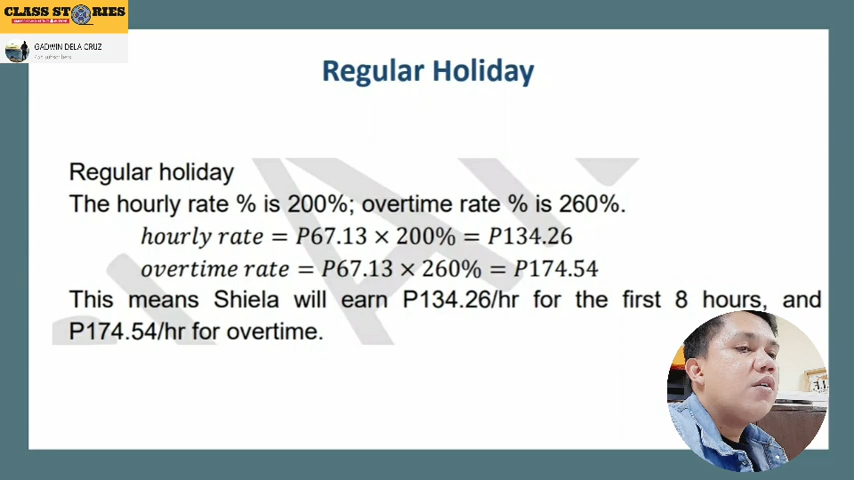 CLASS STORIES
GADWIN DELA CRUZ
Regular Holiday
Regular holiday
The hourly rate % is 200%; overtime rate % is 260%.
hourly rate = P67.13 × 200% = P134.26
overtime rate = P67.13 × 260% = P174.54
This means Shiela will earn P134.26/hr for the first 8 hours, and
P174.54/hr for overtime.